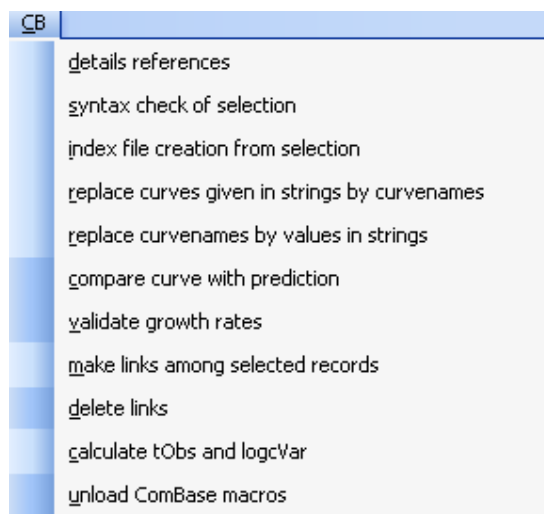 CB
details references
syntax check of selection
index file creation from selection
replace curves given in strings by curvenames
replace curvenames by values in strings
compare curve with prediction
validate growth rates
make links among selected records
delete links
calculate tObs and logcVar
unload ComBase macros